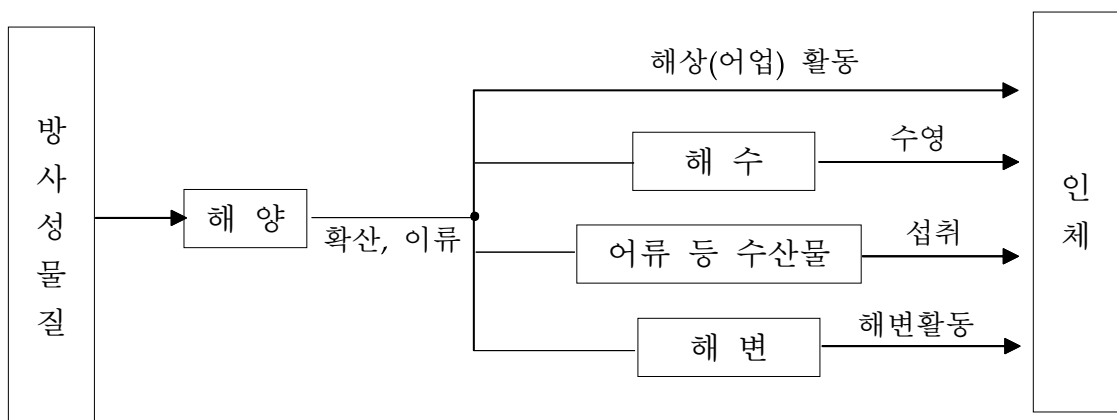 방사성물질
해 양
확산, 이류
해상(어업) 활동
해 수
수영
어류 등 수산물
섭취
해 변
해변활동
인체